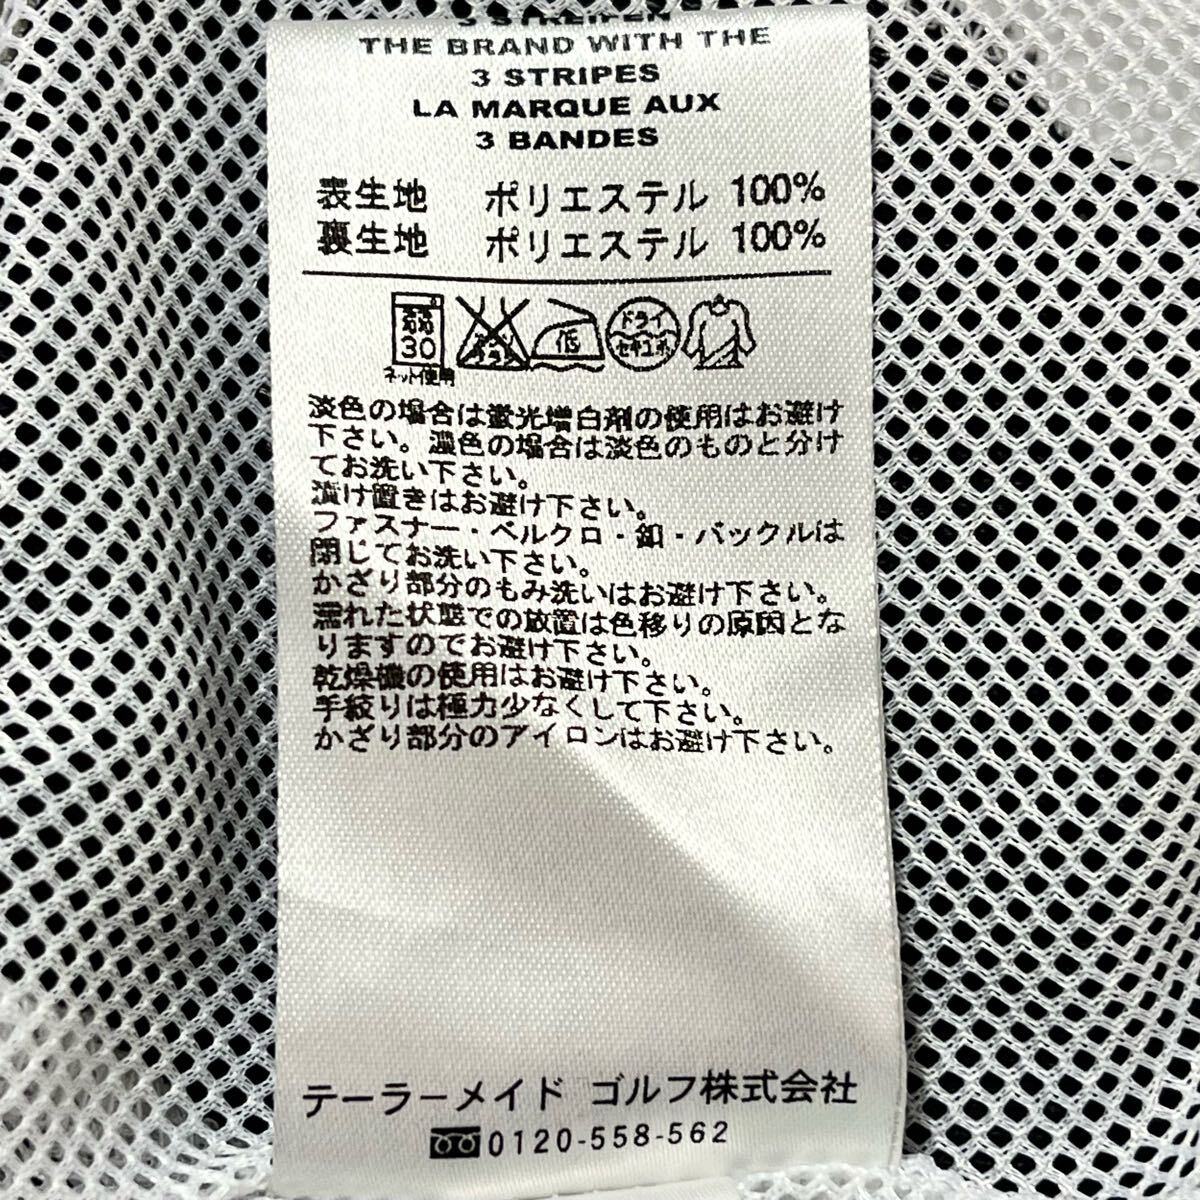 3 STREIFEN
THE BRAND WITH THE
3 STRIPES
LA MARQUE AUX
3 BANDES
表生地 ポリエステル 100%
裏生地 ポリエステル 100%
弱 30 低 ドライ セキユ系
ネット使用
淡色の場合は蛍光増白剤の使用はお避け
下さい。濃色の場合は淡色のものと分け
てお洗い下さい。
漬け置きはお避け下さい。
ファスナー・ベルクロ・釦・バックルは
閉じてお洗い下さい。
かざり部分のもみ洗いはお避け下さい。
濡れた状態での放置は色移りの原因とな
りますのでお避け下さい。
乾燥機の使用はお避け下さい。
手絞りは極力少なくして下さい。
かざり部分のアイロンはお避け下さい。
テーラーメイド ゴルフ株式会社
0120-558-562